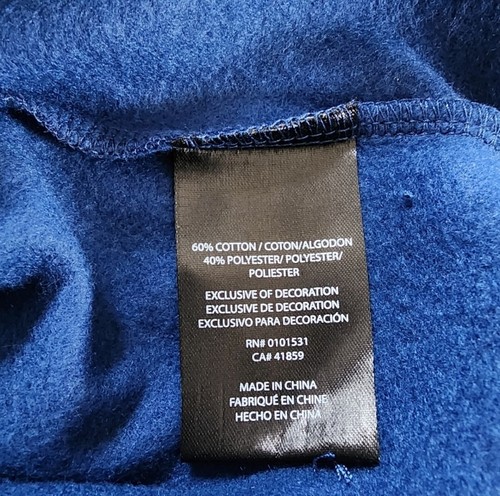 60% COTTON / COTON/ALGODON
40% POLYESTER/ POLYESTER/
POLIESTER
EXCLUSIVE OF DECORATION
EXCLUSIVE DE DECORATION
EXCLUSIVO PARA DECORACIÓN
RN# 0101531
CA# 41859
MADE IN CHINA
FABRIQUÉ EN CHINE
HECHO EN CHINA